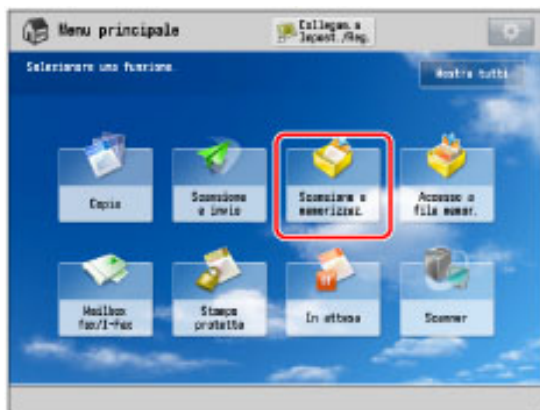 Menu principale
Collegam.a
Impost./Reg.
Selezionare una funzione.
Mostra tutti
Copia
Scansione
e invio
Scansione e
memorizzaz.
Accesso a
file memor.
Mailbox
fax/I-Fax
Stampa
protetta
In attesa
Scanner